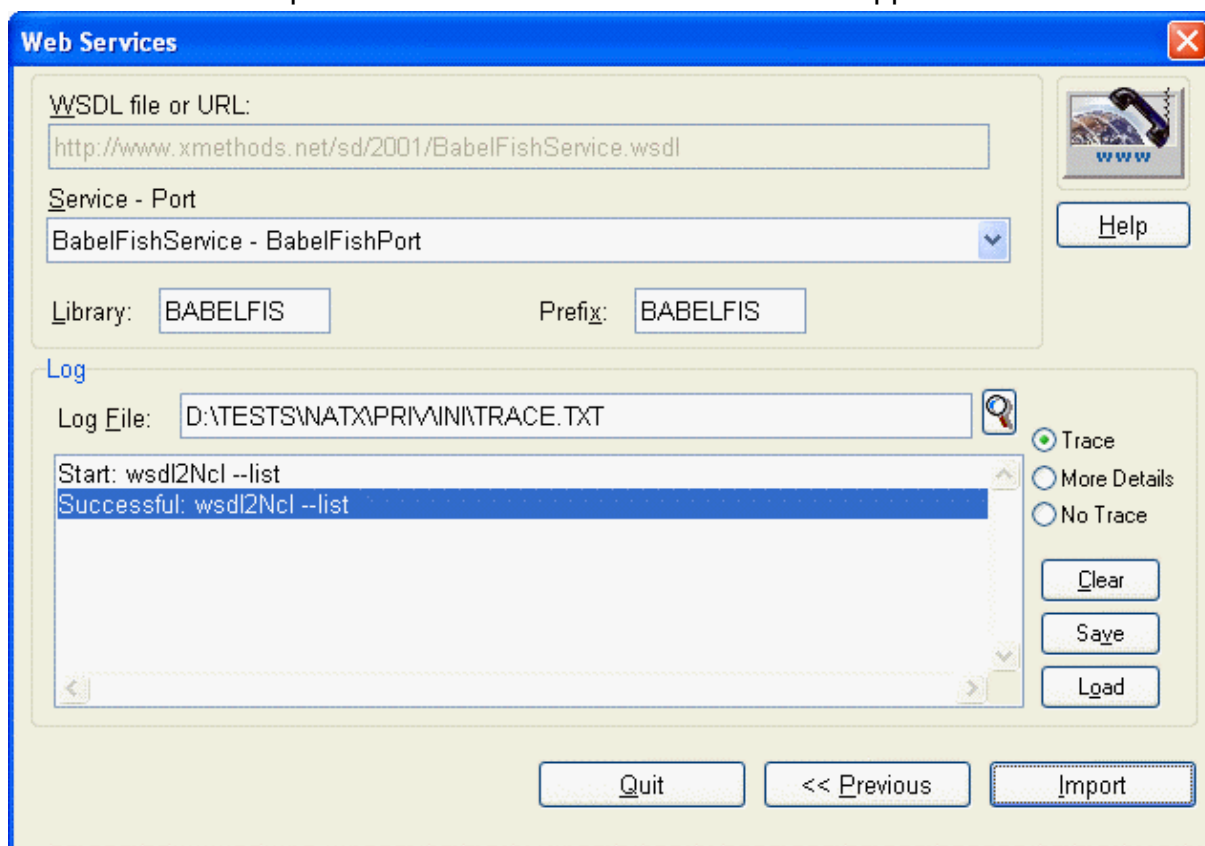 Web Services
WSDL file or URL:
http://www.xmethods.net/sd/2001/BabelFishService.wsdl
www
Service - Port
BabelFishService - BabelFishPort
Help
Library: BABELFIS Prefix: BABELFIS
Log
Log File: D:\TESTS\NATX\PRIV\INI\TRACE.TXT
Trace
Start: wsdl2Ncl --list
More Details
Successful: wsdl2Ncl --list
No Trace
Clear
Save
Load
Quit << Previous Import